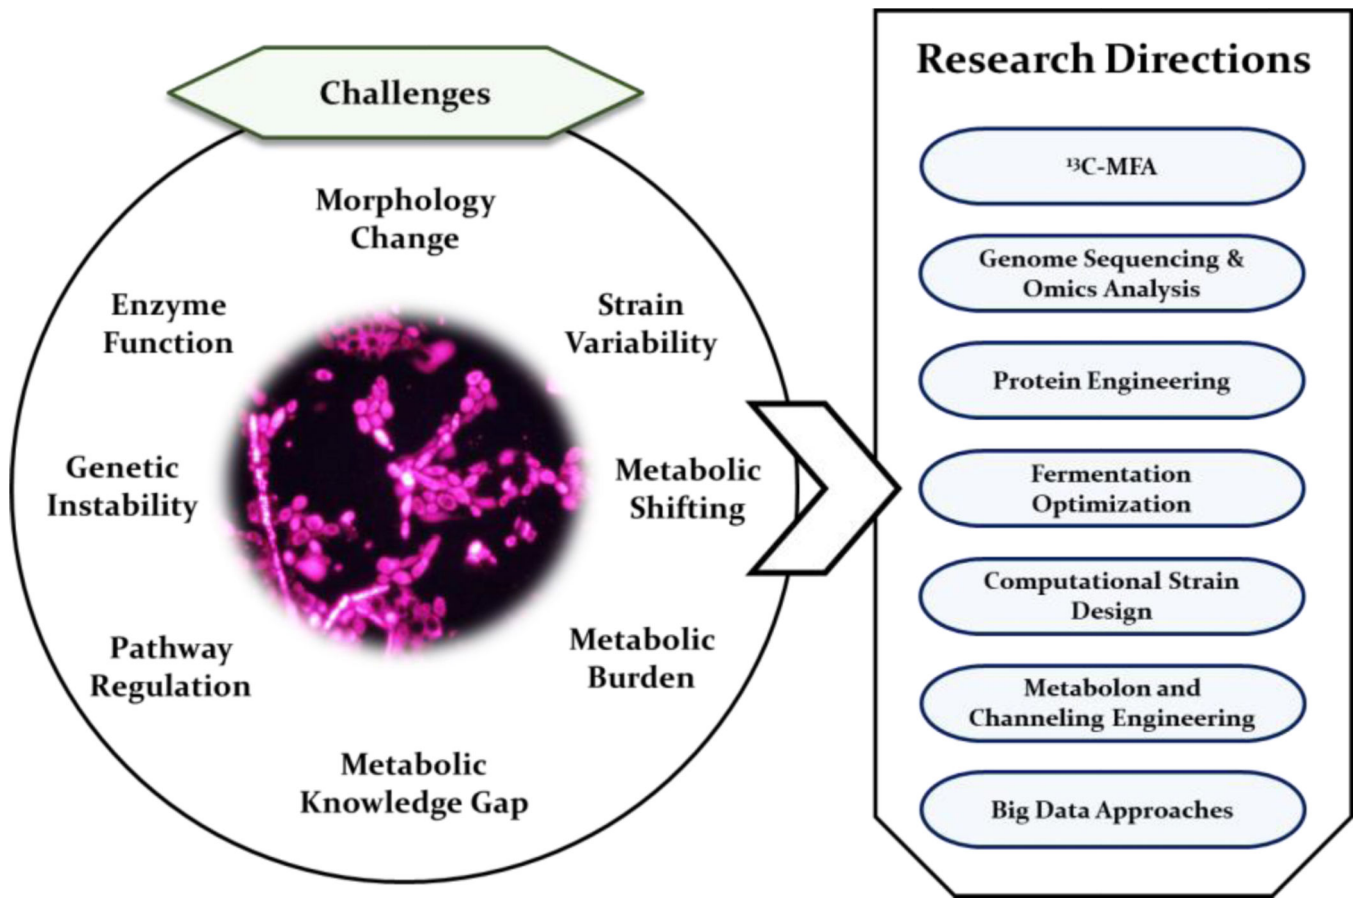 Challenges
Morphology
Change
Enzyme
Function
Strain
Variability
Genetic
Instability
Metabolic
Shifting
Pathway
Regulation
Metabolic
Burden
Metabolic
Knowledge Gap
Research Directions
¹³C-MFA
Genome Sequencing &
Omics Analysis
Protein Engineering
Fermentation
Optimization
Computational Strain
Design
Metabolon and
Channeling Engineering
Big Data Approaches